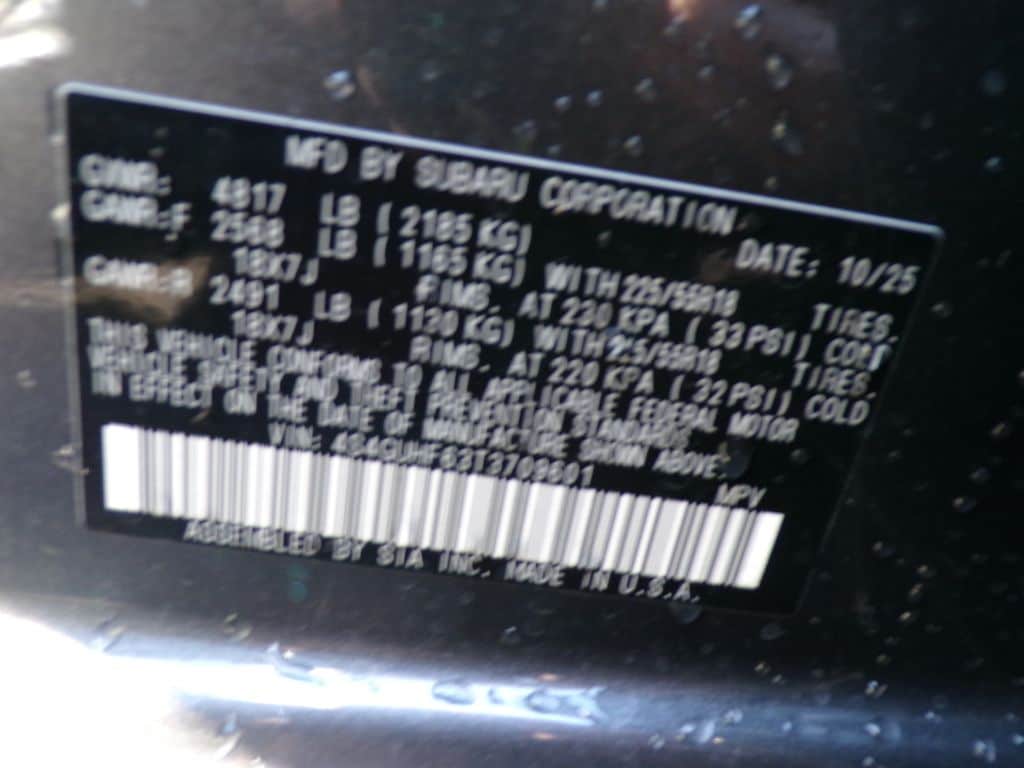 MFD BY SUBARU CORPORATION
GVWR: 4817 LB (2185 KG) DATE: 10/25
GAWR:F 2568 LB (1165 KG) WITH 225/55R18 TIRES,
18X7J RIMS, AT 230 KPA (33 PSI) COLD
GAWR:R 2491 LB (1130 KG) WITH 225/55R18 TIRES,
18X7J RIMS, AT 220 KPA (32 PSI) COLD
THIS VEHICLE CONFORMS TO ALL APPLICABLE FEDERAL MOTOR
VEHICLE SAFETY AND THEFT PREVENTION STANDARDS
IN EFFECT ON THE DATE OF MANUFACTURE SHOWN ABOVE.
VIN: MPV
ASSEMBLED BY SIA INC. MADE IN U.S.A.